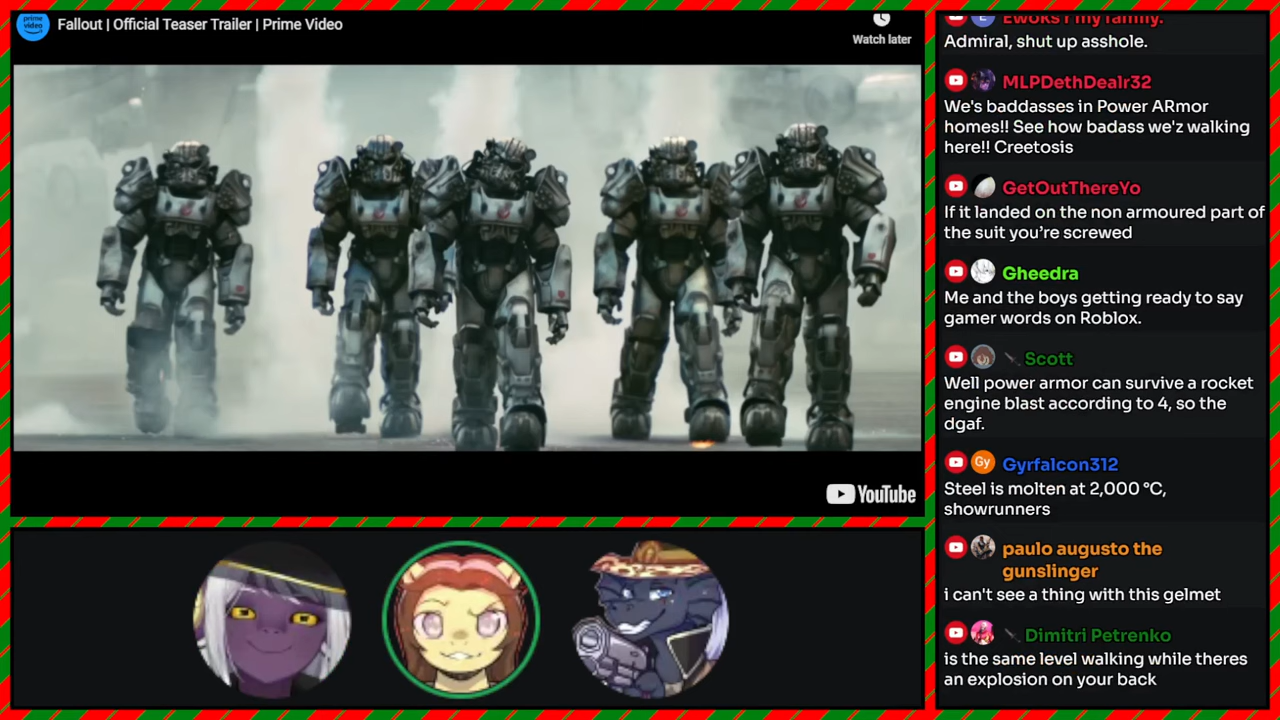 prime
video
Fallout | Official Teaser Trailer | Prime Video
Watch later
YouTube
E
Ewoks r my family.
Admiral, shut up asshole.
MLPDethDealr32
We's baddasses in Power ARmor
homes!! See how badass we'z walking
here!! Creetosis
GetOutThereYo
If it landed on the non armoured part of
the suit you’re screwed
Gheedra
Me and the boys getting ready to say
gamer words on Roblox.
Scott
Well power armor can survive a rocket
engine blast according to 4, so the
dgaf.
Gy
Gyrfalcon312
Steel is molten at 2,000 °C,
showrunners
paulo augusto the
gunslinger
i can't see a thing with this gelmet
Dimitri Petrenko
is the same level walking while theres
an explosion on your back